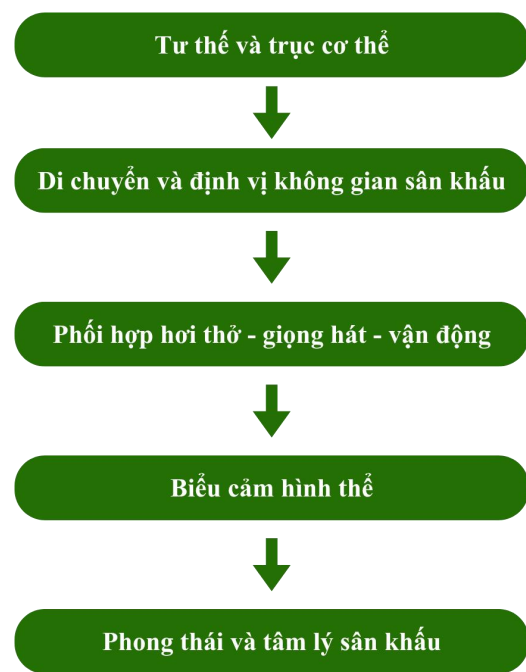 Tư thế và trục cơ thể
Di chuyển và định vị không gian sân khấu
Phối hợp hơi thở - giọng hát - vận động
Biểu cảm hình thể
Phong thái và tâm lý sân khấu